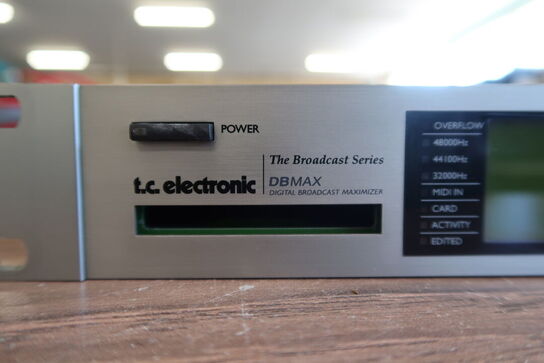 POWER
The Broadcast Series
t.c. electronic
DBMAX
DIGITAL BROADCAST MAXIMIZER
OVERFLOW
48000Hz
44100Hz
32000Hz
MIDI IN
CARD
ACTIVITY
EDITED